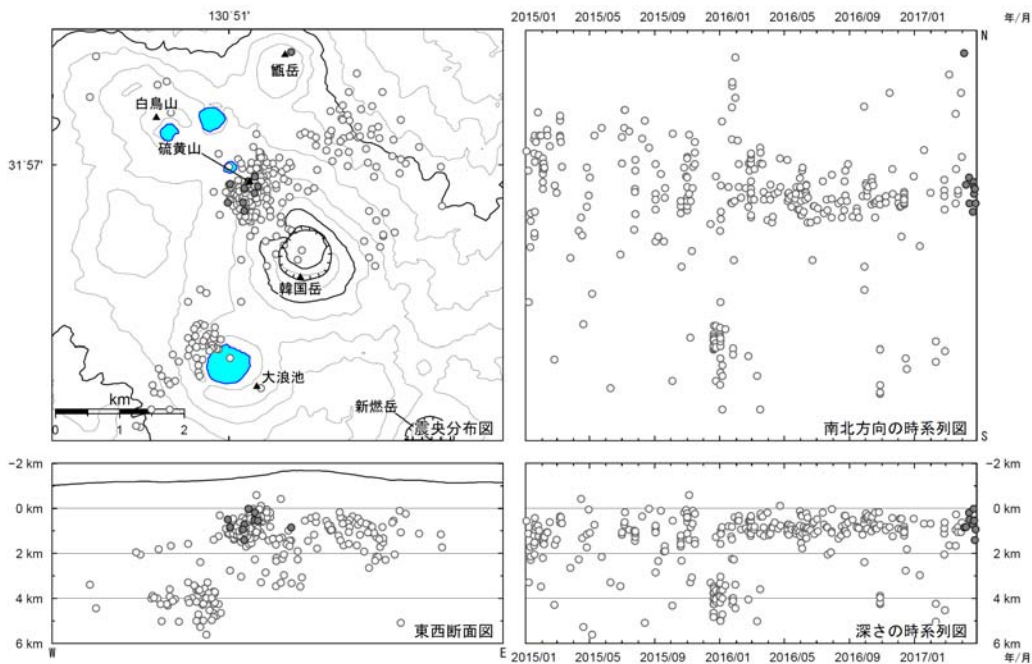 130°51'
2015/01 2015/05 2015/09 2016/01 2016/05 2016/09 2017/01 年/月
N
甑岳
白鳥山
硫黄山
31°57'
韓国岳
大浪池
km
新燃岳
0 1 2
震央分布図
南北方向の時系列図
S
-2 km
0 km
2 km
4 km
6 km
W
E
東西断面図
-2 km
0 km
2 km
4 km
6 km
深さの時系列図
2015/01 2015/05 2015/09 2016/01 2016/05 2016/09 2017/01 年/月